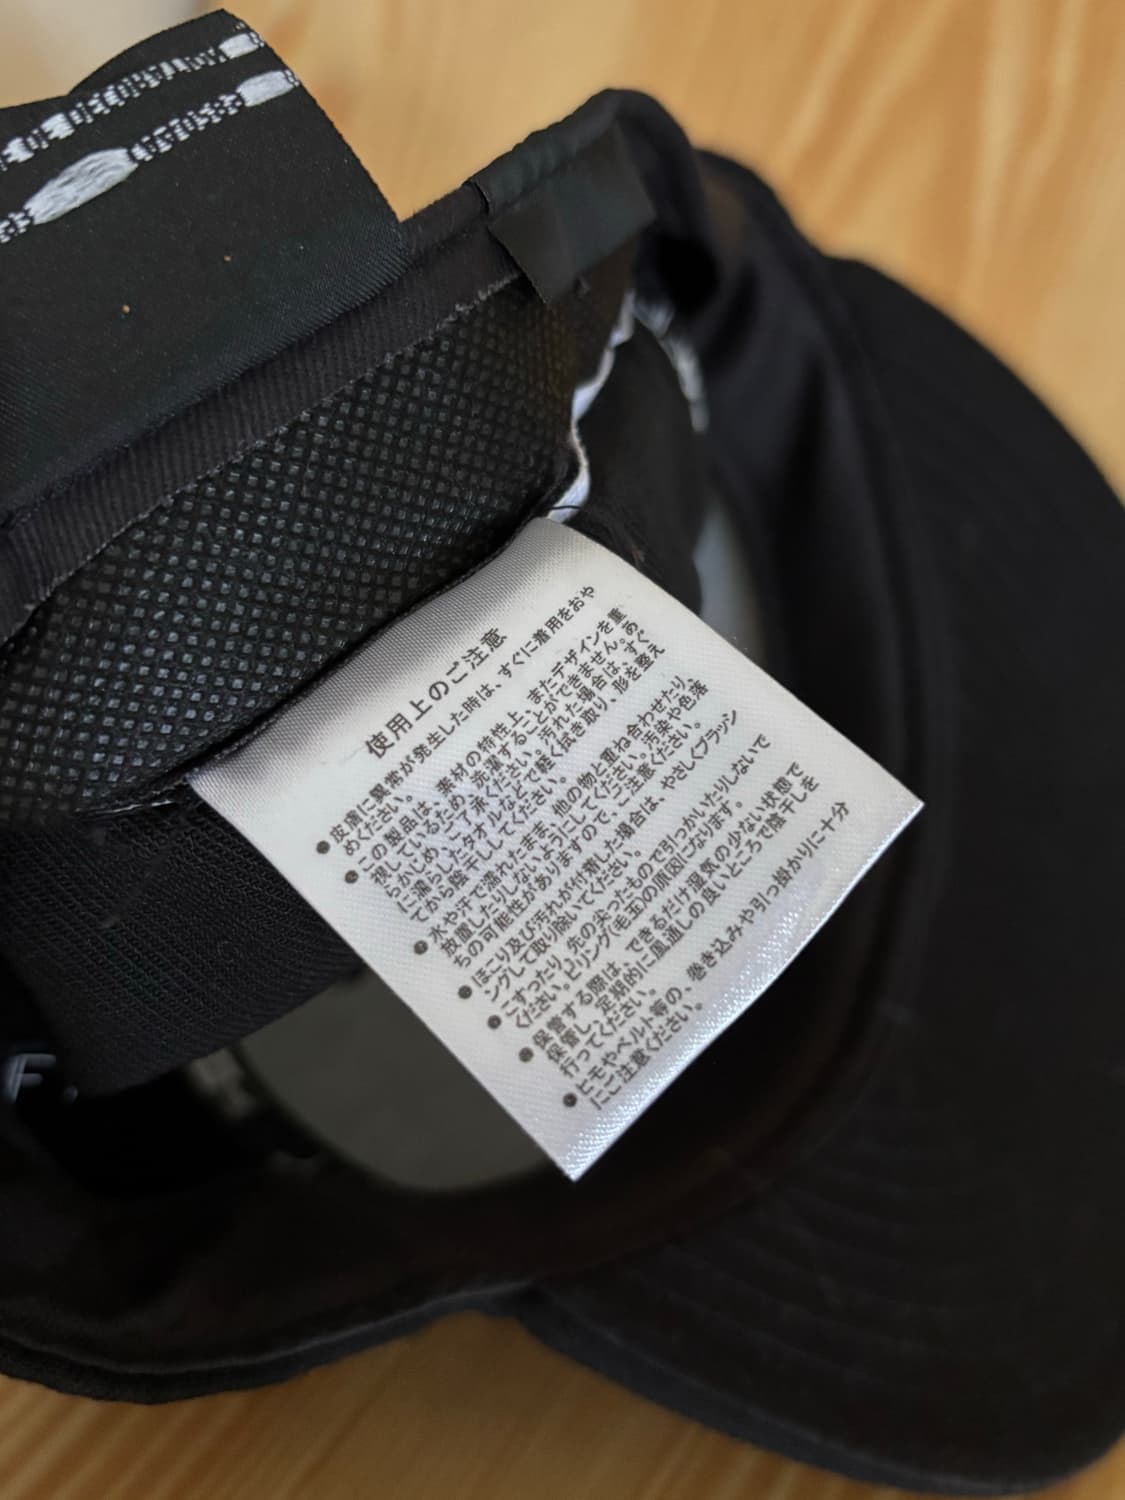 使用上のご注意
●皮膚に異常が発生した時は、すぐに着用をおや
めください。
●この製品は、素材の特性上、またデザインを重
視しているため、洗濯することができません。あ
らかじめご了承ください。汚れた場合は、すぐ
に濡らしたタオルなどで軽く拭き取り、形を整え
てから陰干ししてください。
●水や汗で濡れたまま、他の物と重ね合わせたり、
放置したりしないようにしてください。汚染や色落
ちの可能性がありますので、ご注意ください。
●ほこり及び汚れが付着した場合は、やさしくブラッシ
ングして取り除いてください。
●こすったり、先の尖ったもので引っかいたりしないで
ください。ピリング(毛玉)の原因になります。
●保管する際は、できるだけ湿気の少ない状態で
保管し、定期的に風通しの良いところで陰干しを
行ってください。
●ヒモやベルト等の、巻き込みや引っ掛かりに十分
にご注意ください。
F